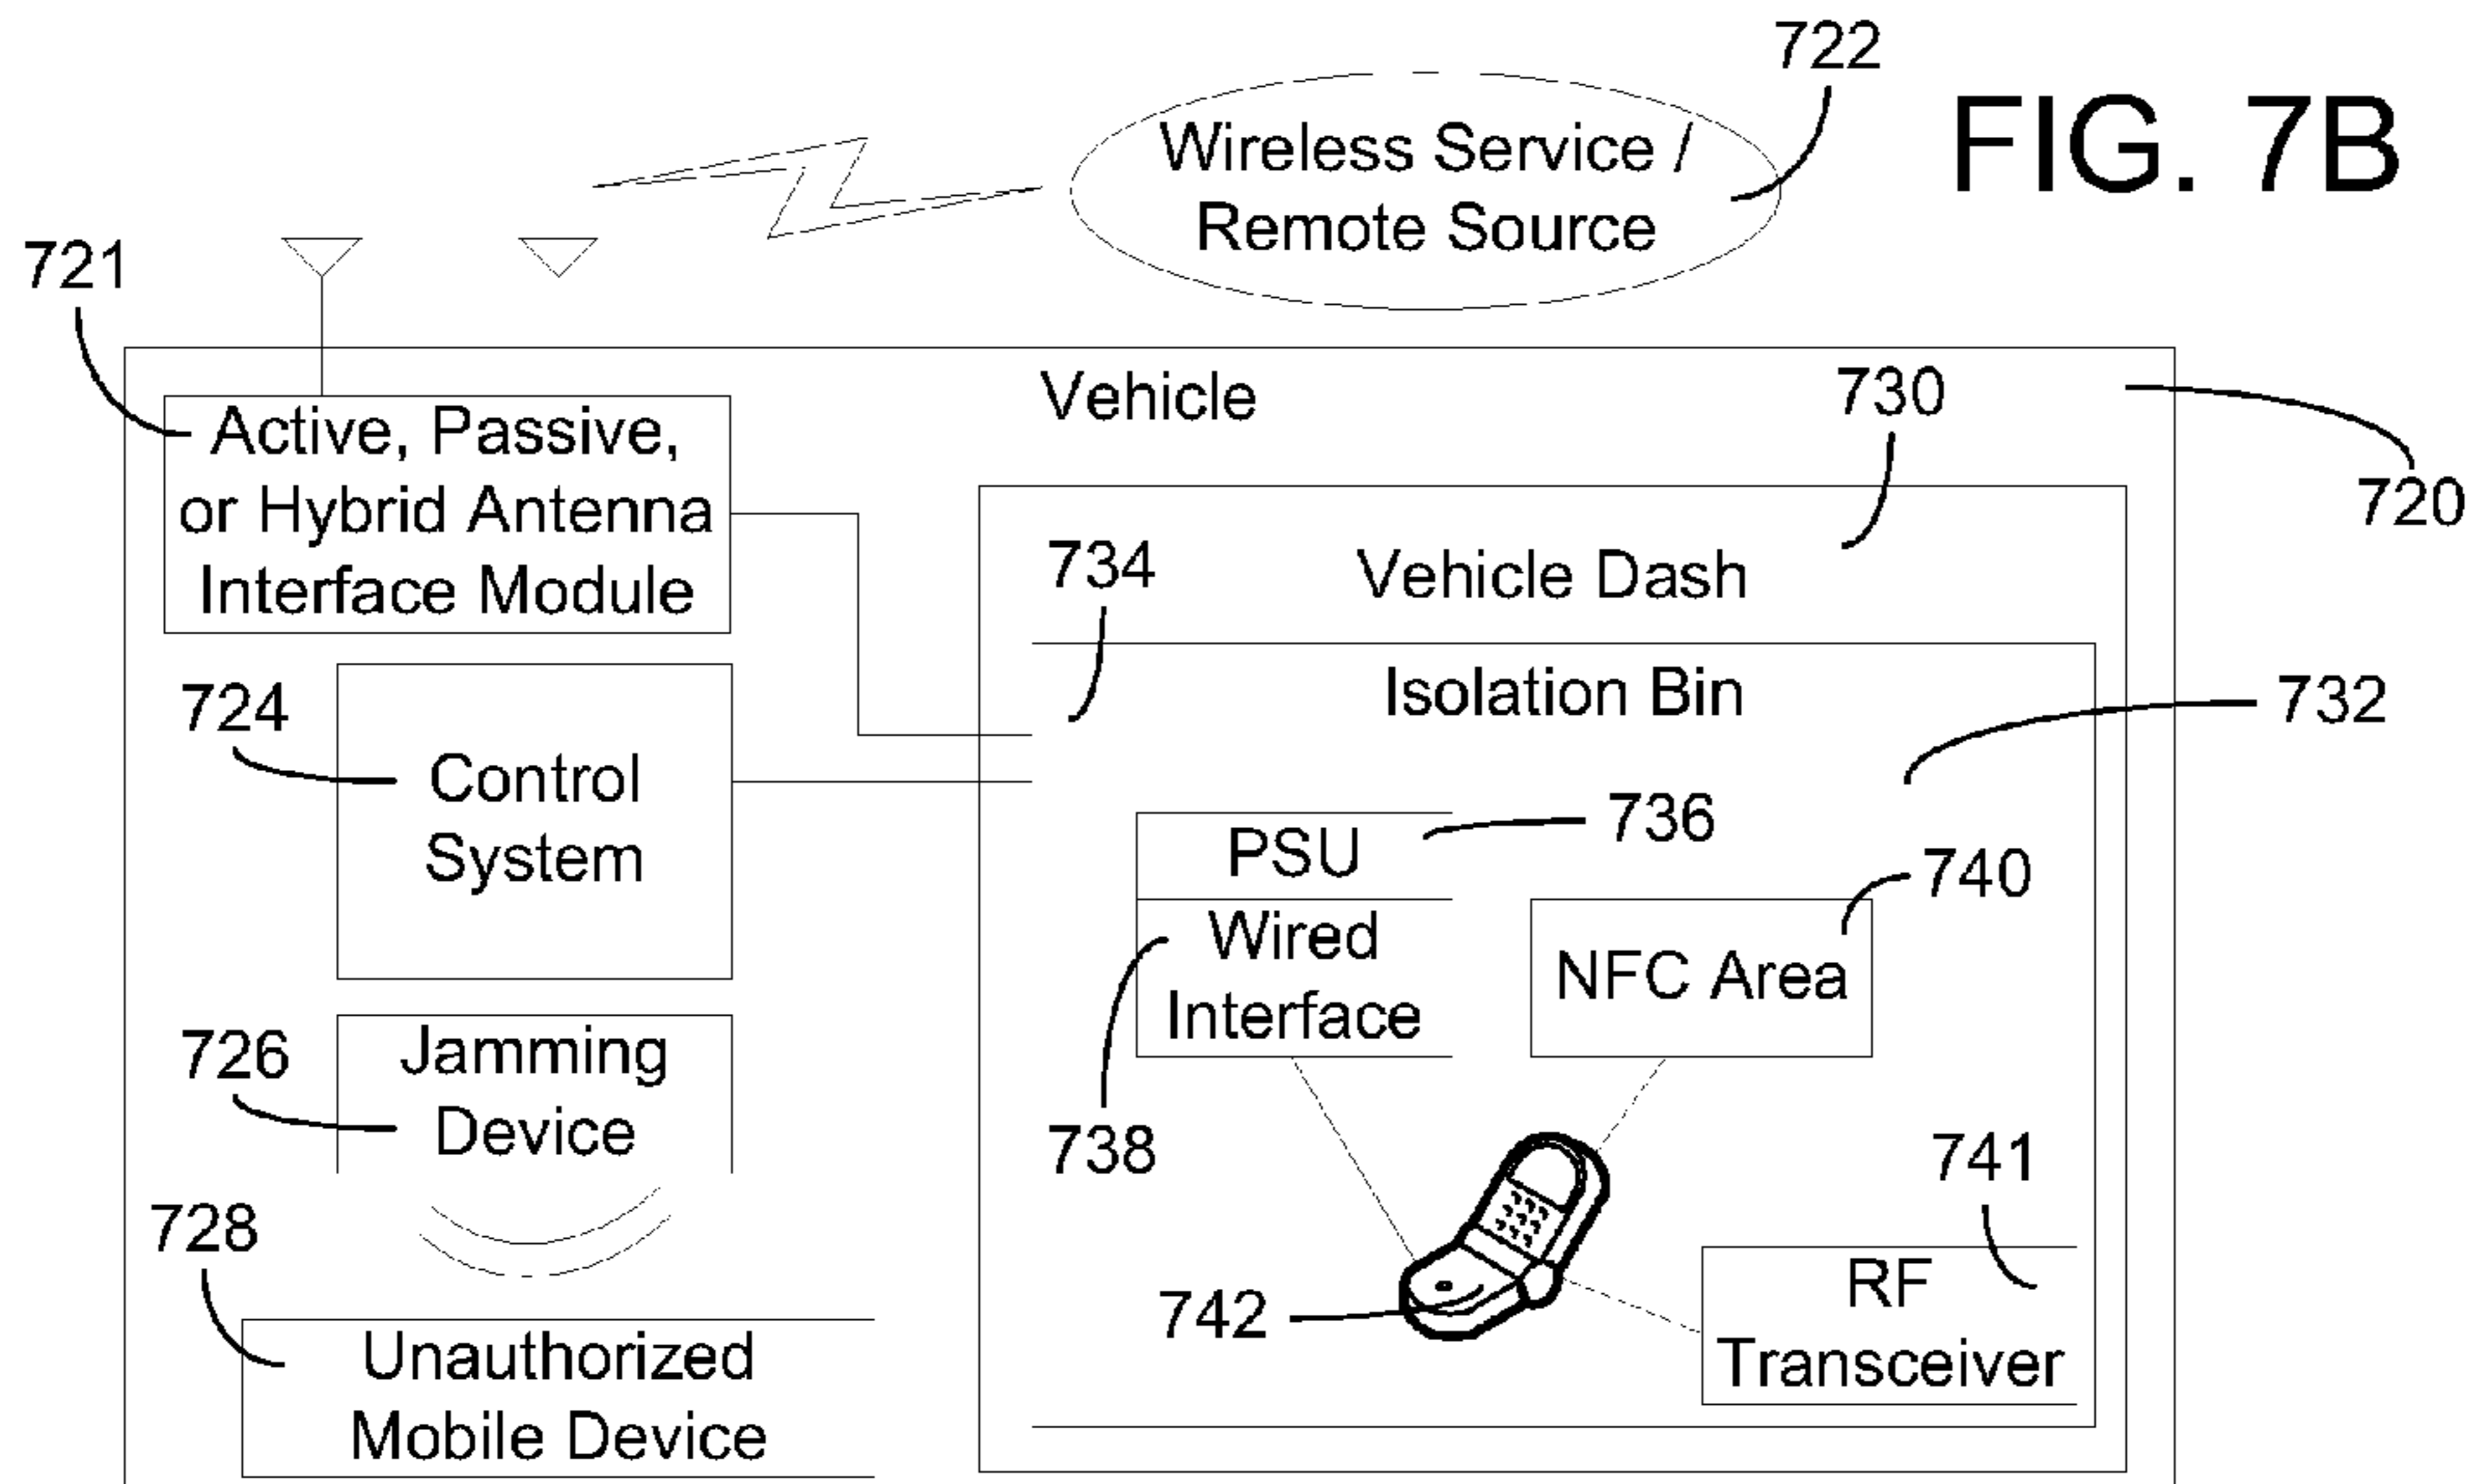 722
FIG. 7B
Wireless Service /
Remote Source
721
Vehicle
730
720
Active, Passive,
or Hybrid Antenna
Interface Module
734
Vehicle Dash
724
Control
System
Isolation Bin
732
PSU
736
740
Wired
Interface
NFC Area
726
Jamming
Device
738
741
728
742
RF
Transceiver
Unauthorized
Mobile Device